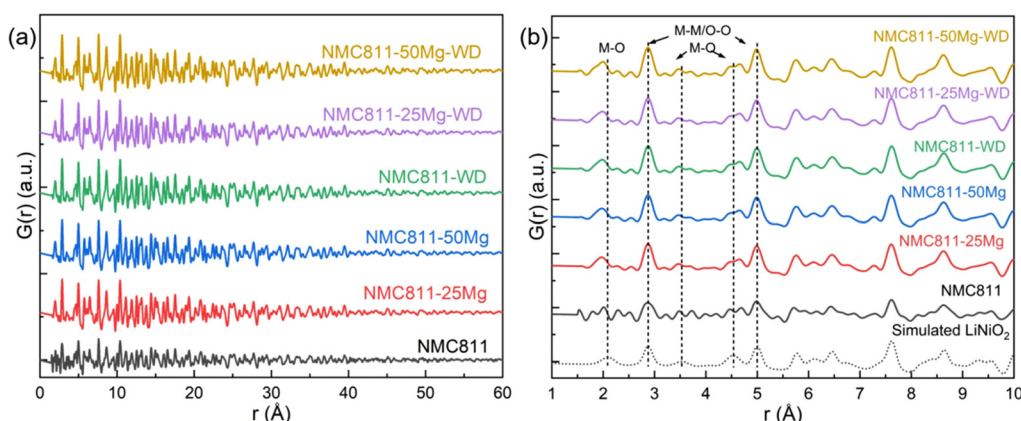 (a)
NMC811-50Mg-WD
NMC811-25Mg-WD
NMC811-WD
NMC811-50Mg
NMC811-25Mg
NMC811
G(r) (a.u.)
0 10 20 30 40 50 60
r (Å)
(b)
NMC811-50Mg-WD
M-M/O-O
M-O
M-O
NMC811-25Mg-WD
NMC811-WD
NMC811-50Mg
NMC811-25Mg
NMC811
Simulated LiNiO₂
G(r) (a.u.)
1 2 3 4 5 6 7 8 9 10
r (Å)